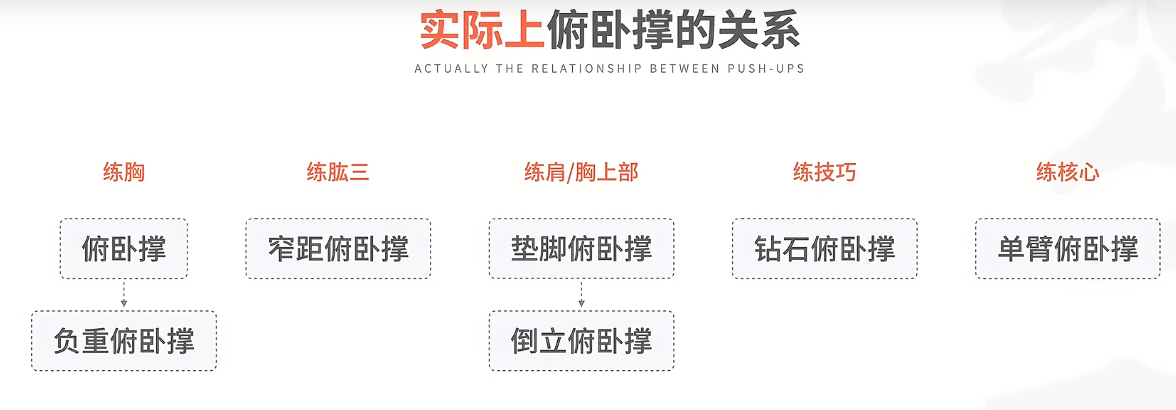 实际上俯卧撑的关系
ACTUALLY THE RELATIONSHIP BETWEEN PUSH-UPS
练胸
练肱三
练肩/胸上部
练技巧
练核心
俯卧撑
窄距俯卧撑
垫脚俯卧撑
钻石俯卧撑
单臂俯卧撑
负重俯卧撑
倒立俯卧撑